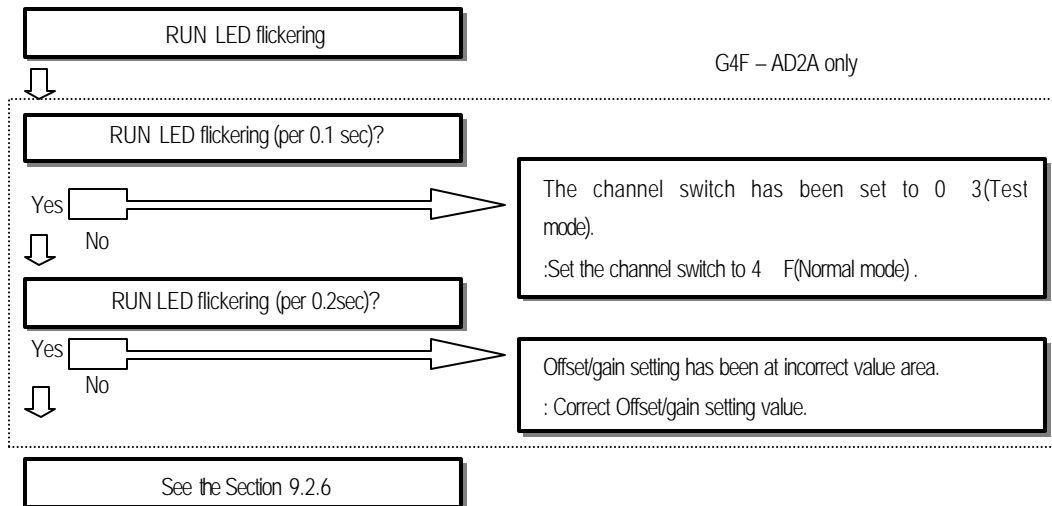 RUN LED flickering
G4F – AD2A only
RUN LED flickering (per 0.1 sec)?
Yes
No
The channel switch has been set to 0 3(Test
mode).
:Set the channel switch to 4 F(Normal mode) .
RUN LED flickering (per 0.2sec)?
Yes
No
Offset/gain setting has been at incorrect value area.
: Correct Offset/gain setting value.
See the Section 9.2.6